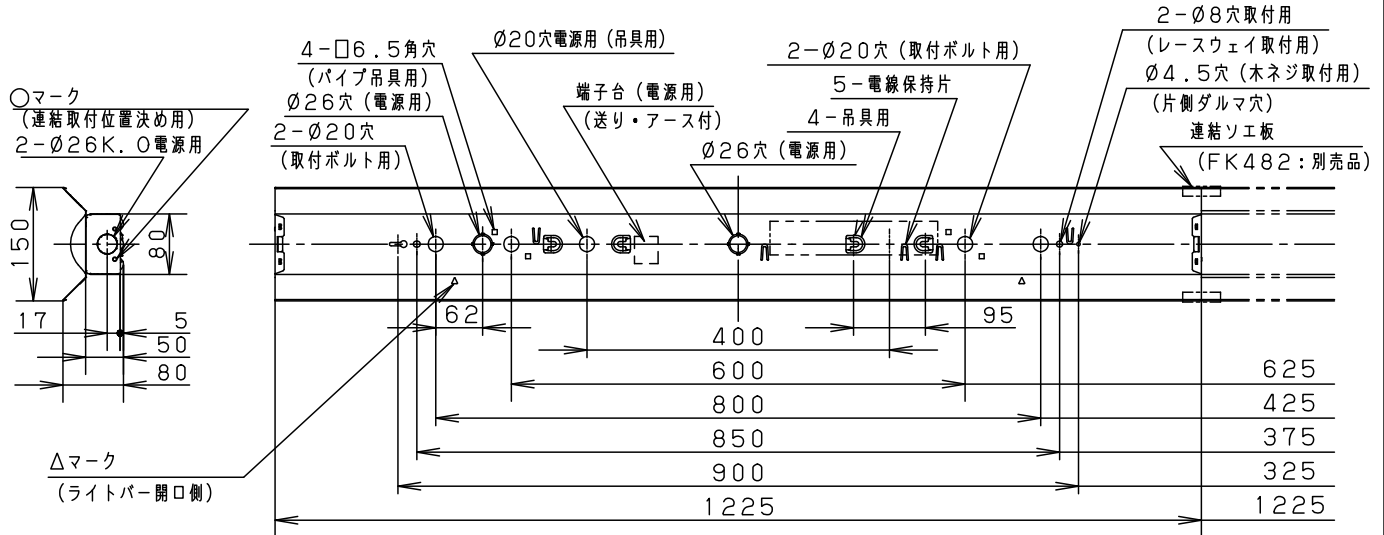 2-Ø8穴取付用
(レースウェイ取付用)
Ø4.5穴(木ネジ取付用)
(片側ダルマ穴)
連結ソエ板
(FK482:別売品)
4-□6.5角穴
(パイプ吊具用)
Ø20穴電源用(吊具用)
2-Ø20穴(取付ボルト用)
5-電線保持片
4-吊具用
端子台(電源用)
(送り・アース付)
Ø26穴(電源用)
○マーク
(連結取付位置決め用)
2-Ø26K.O電源用
Ø26穴(電源用)
2-Ø20穴
(取付ボルト用)
150
80
17
5
50
80
62
95
400
600
625
800
425
850
375
900
325
1225
1225
△マーク
(ライトバー開口側)